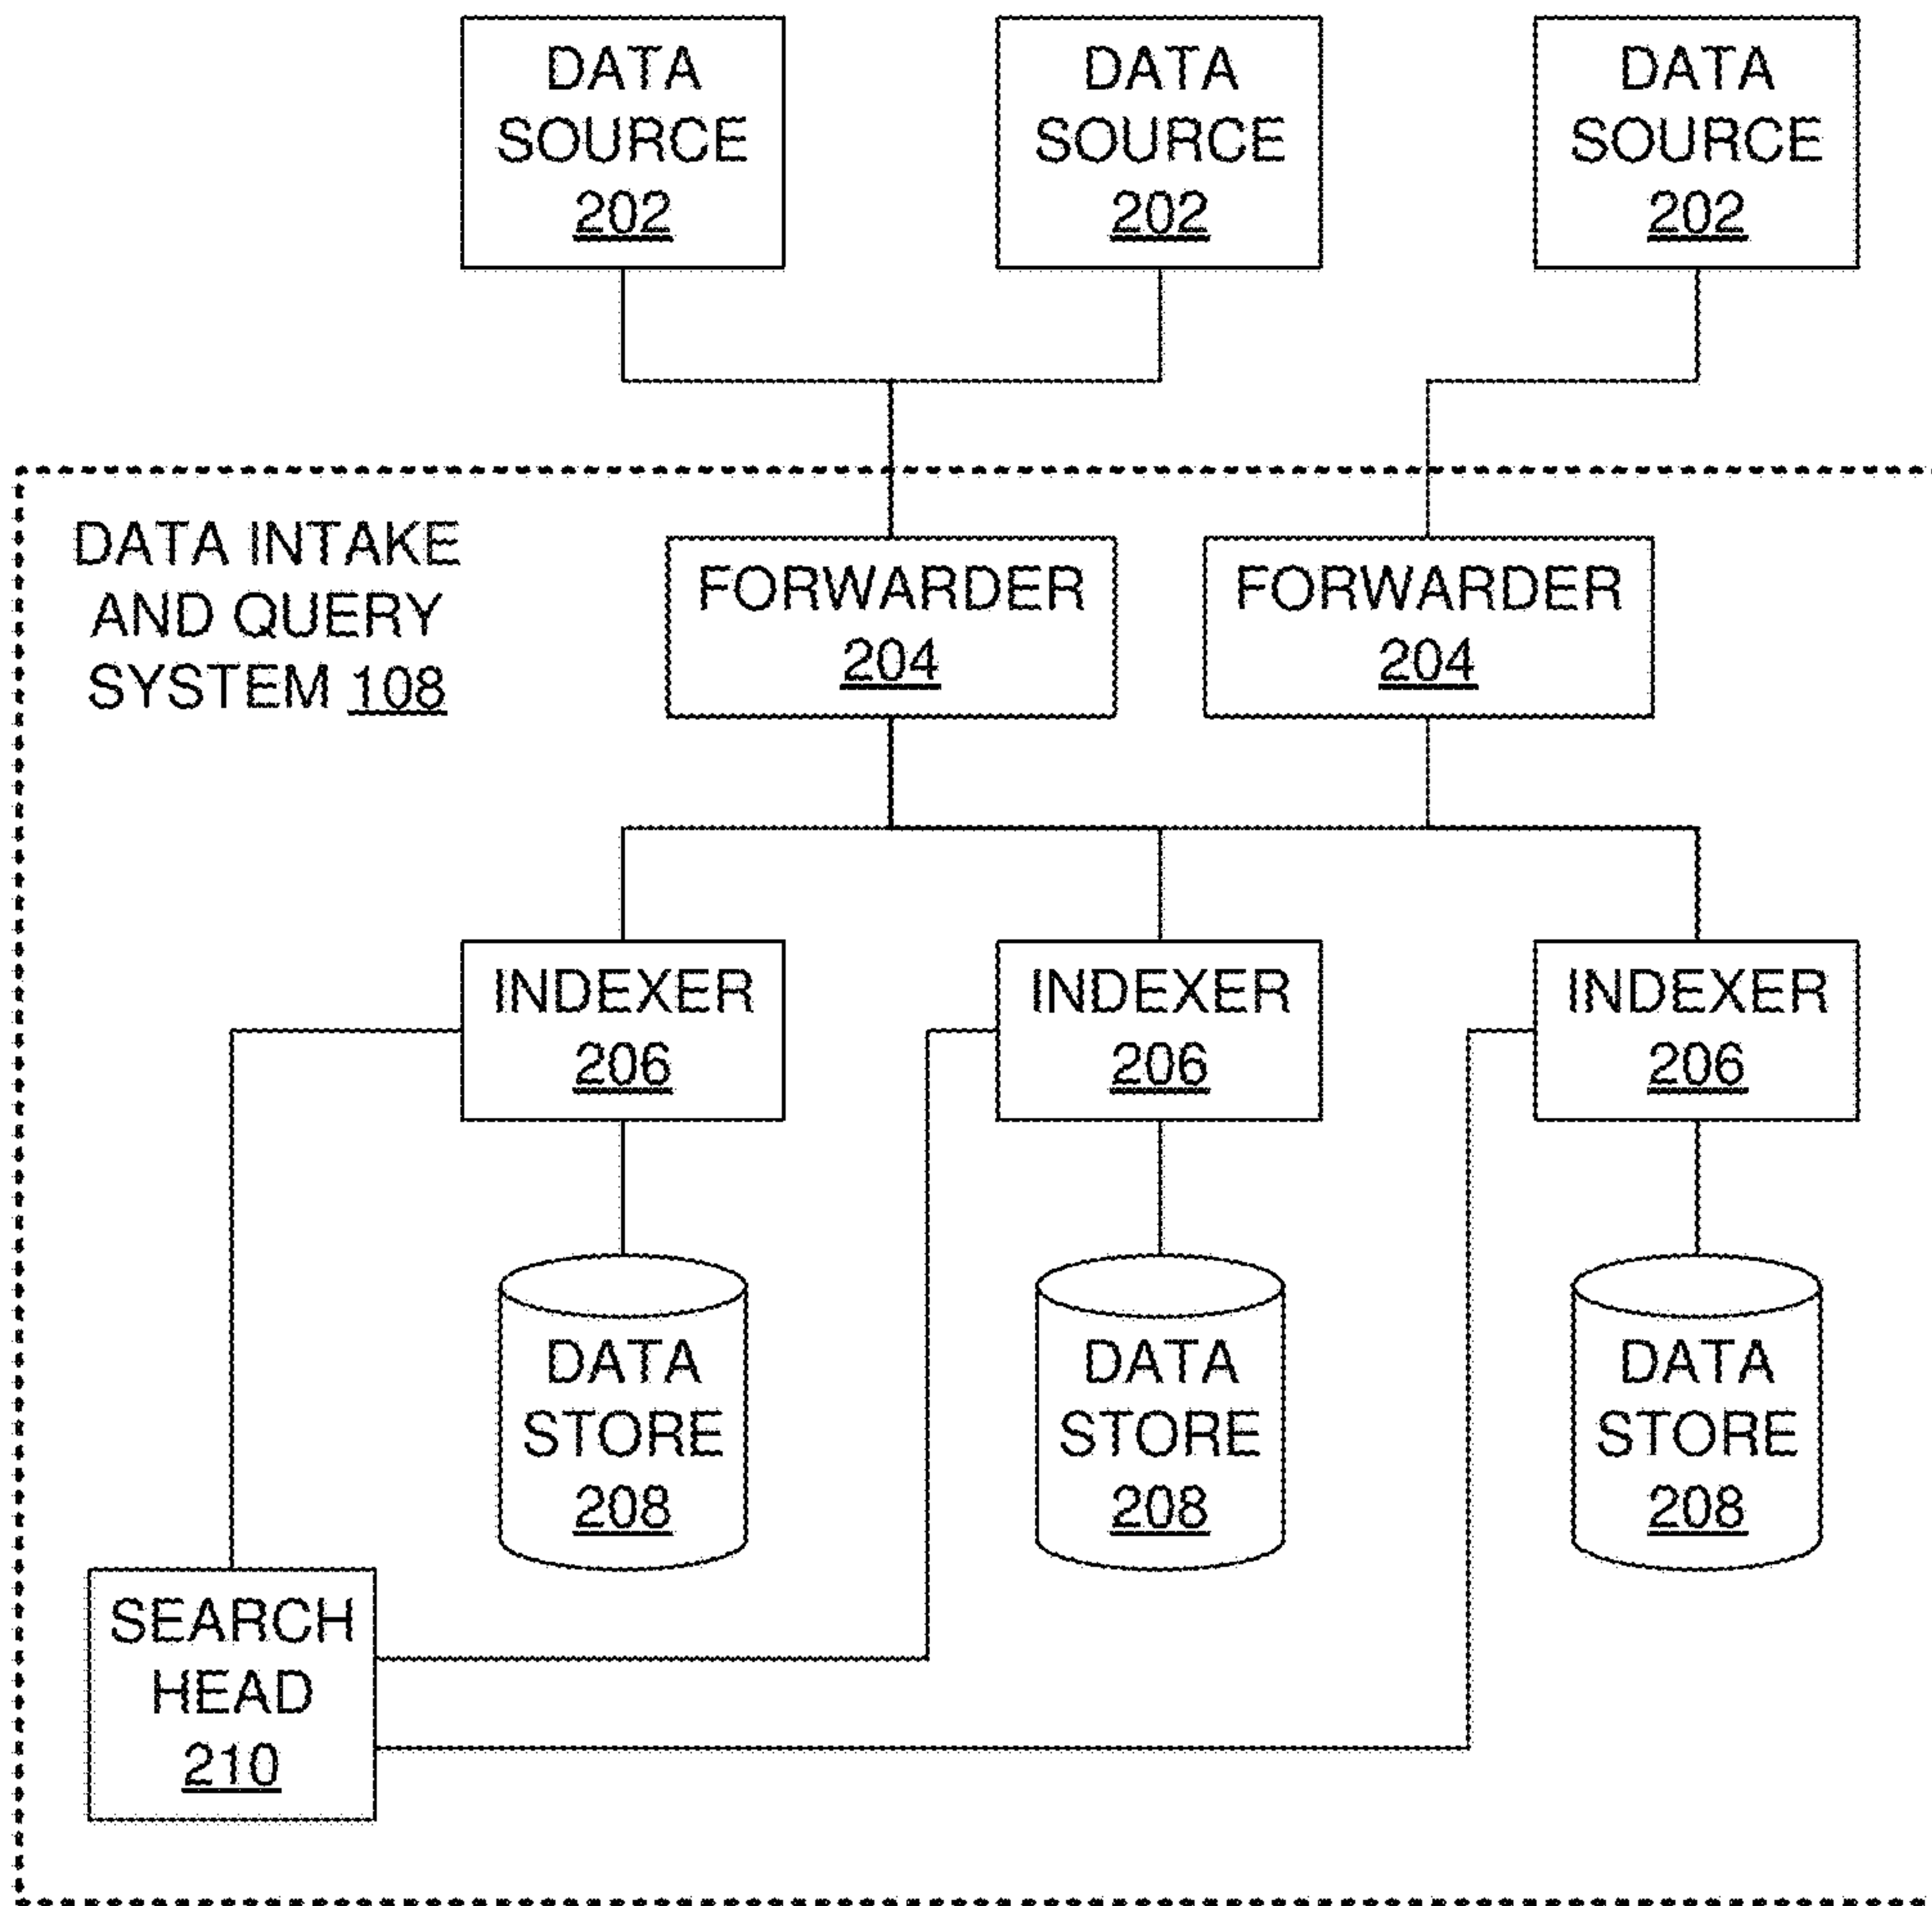 DATA
SOURCE
202
DATA
SOURCE
202
DATA
SOURCE
202
DATA INTAKE
AND QUERY
SYSTEM 108
FORWARDER
204
FORWARDER
204
INDEXER
206
INDEXER
206
INDEXER
206
DATA
STORE
208
DATA
STORE
208
DATA
STORE
208
SEARCH
HEAD
210